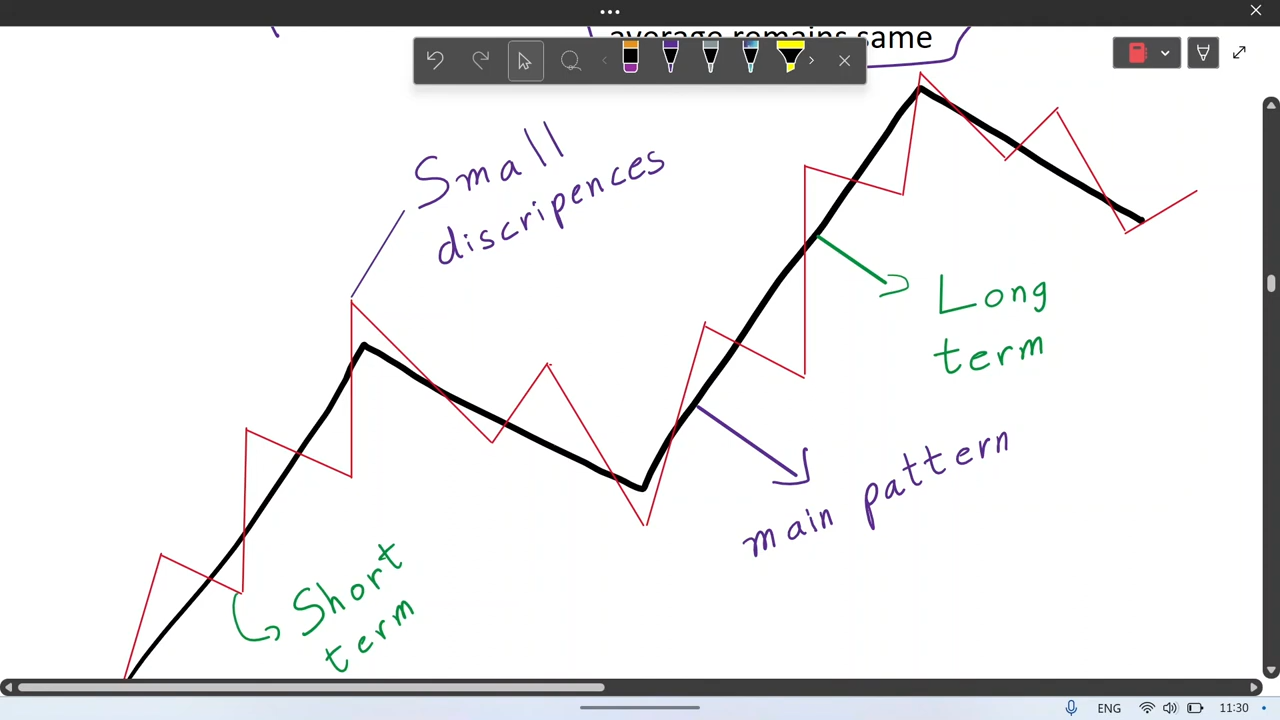 average remains same
Small
discripences
Long
term
main pattern
Short
term
ENG
11:30